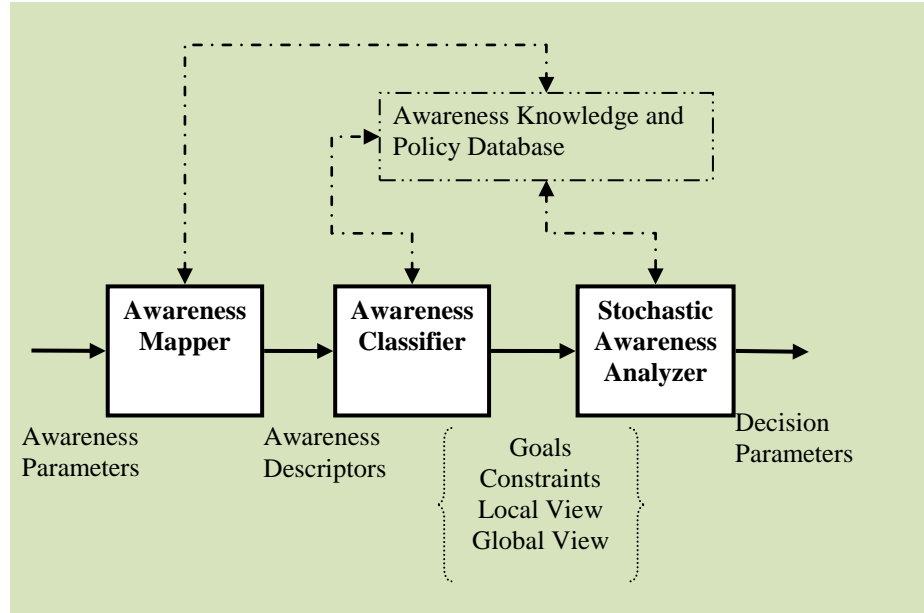 Awareness Knowledge and
Policy Database
Awareness
Mapper
Awareness
Classifier
Stochastic
Awareness
Analyzer
Awareness
Parameters
Awareness
Descriptors
Goals
Constraints
Local View
Global View
Decision
Parameters